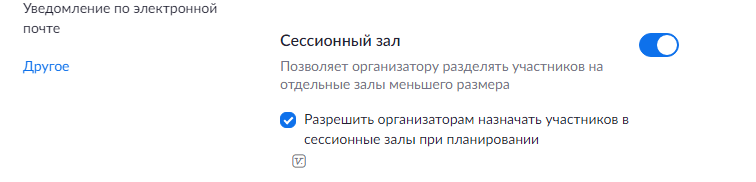 Уведомление по электронной
почте
Другое
Сессионный зал
Позволяет организатору разделять участников на
отдельные залы меньшего размера
Разрешить организаторам назначать участников в
сессионные залы при планировании
V